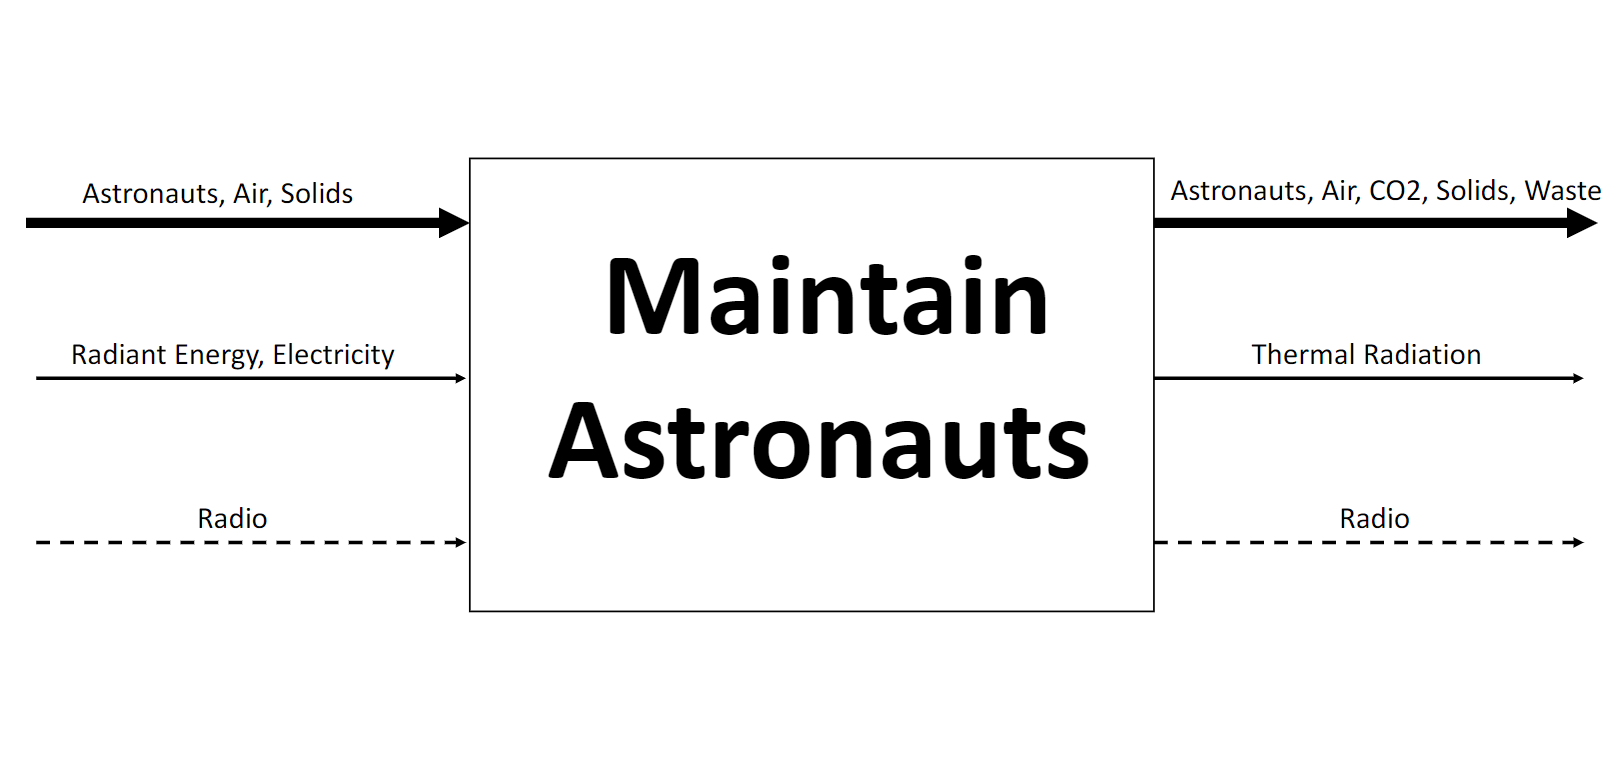 Astronauts, Air, Solids
Astronauts, Air, CO2, Solids, Waste
Maintain
Astronauts
Radiant Energy, Electricity
Thermal Radiation
Radio
Radio